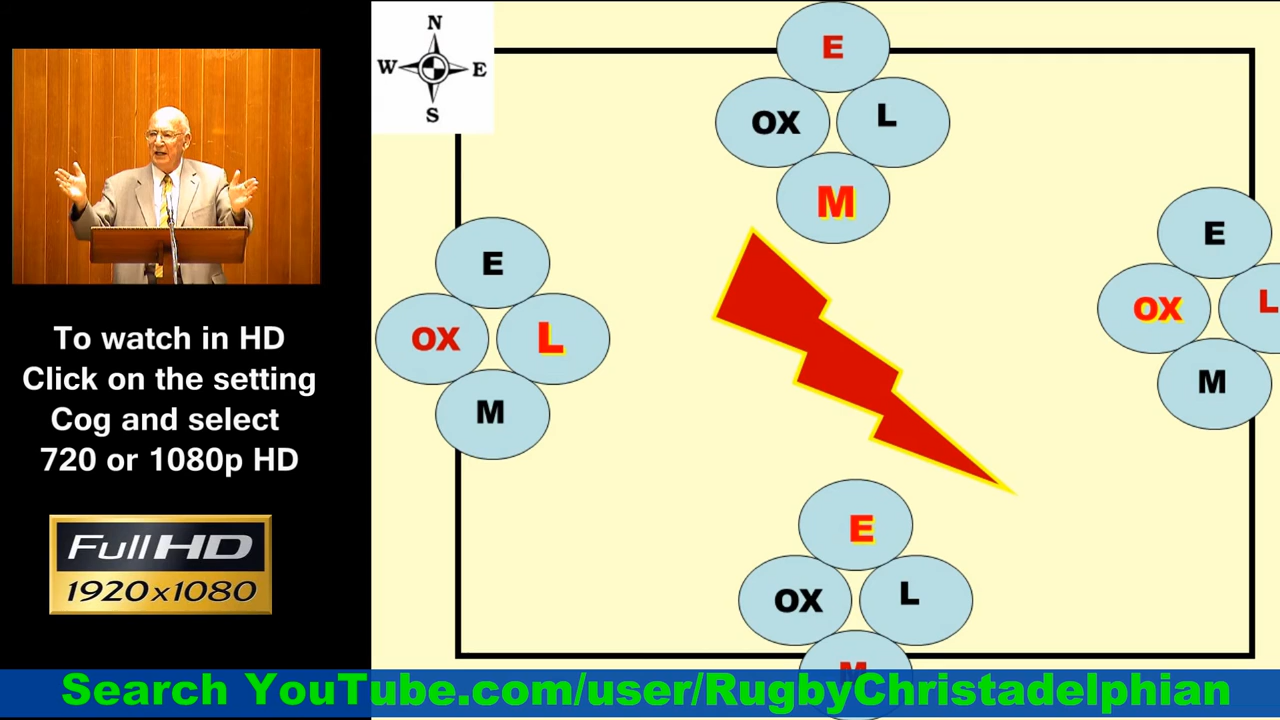 To watch in HD
Click on the setting
Cog and select
720 or 1080p HD
Full HD
1920x1080
N
W E
S
E
OX L
M
E
OX L
M
E
OX L
M
E
OX L
M
Search YouTube.com/user/RugbyChristadelphian